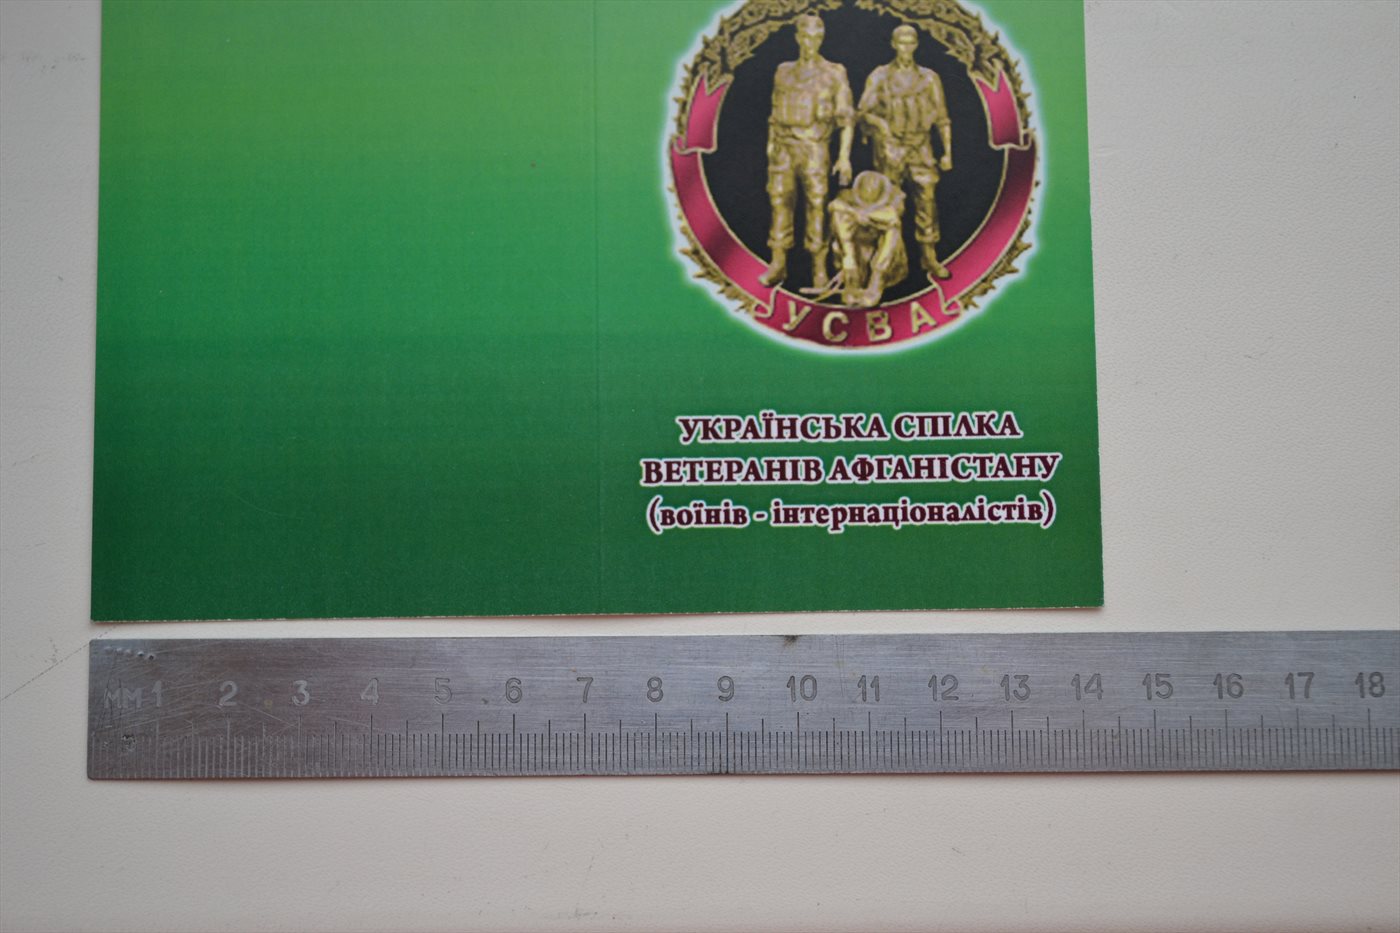 УСВА
УКРАЇНСЬКА СПІЛКА
ВЕТЕРАНІВ АФГАНІСТАНУ
(воїнів - інтернаціоналістів)
мм 1 2 3 4 5 6 7 8 9 10 11 12 13 14 15 16 17 18